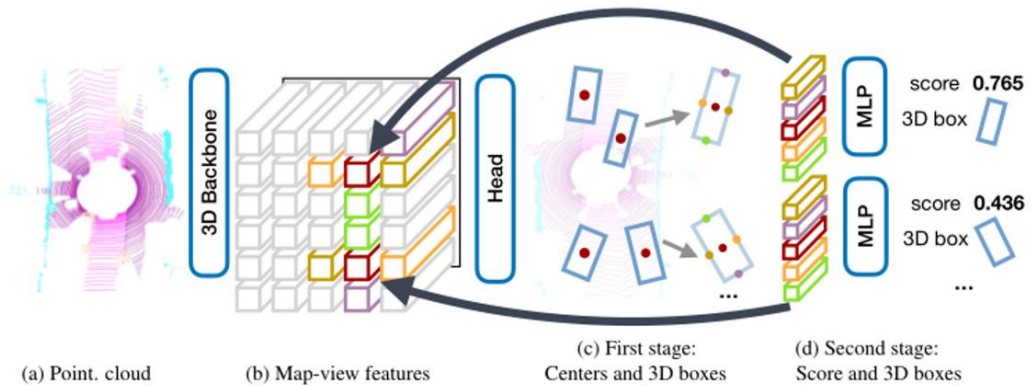 3D Backbone
Head
MLP
score 0.765
3D box
MLP
score 0.436
3D box
...
...
(a) Point. cloud
(b) Map-view features
(c) First stage:
Centers and 3D boxes
(d) Second stage:
Score and 3D boxes